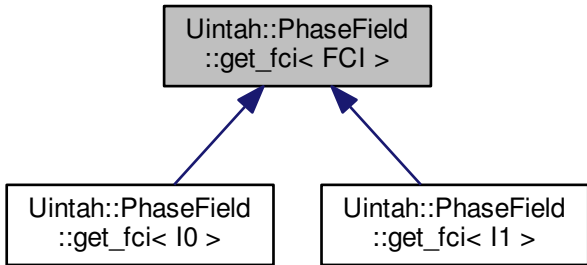 Uintah::PhaseField
::get_fci< FCI >
Uintah::PhaseField
::get_fci< I0 >
Uintah::PhaseField
::get_fci< I1 >